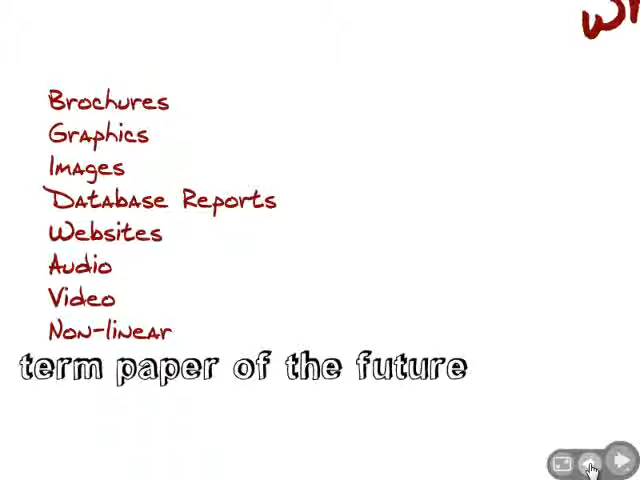 Brochures
Graphics
Images
Database Reports
Websites
Audio
Video
Non-linear
term paper of the future